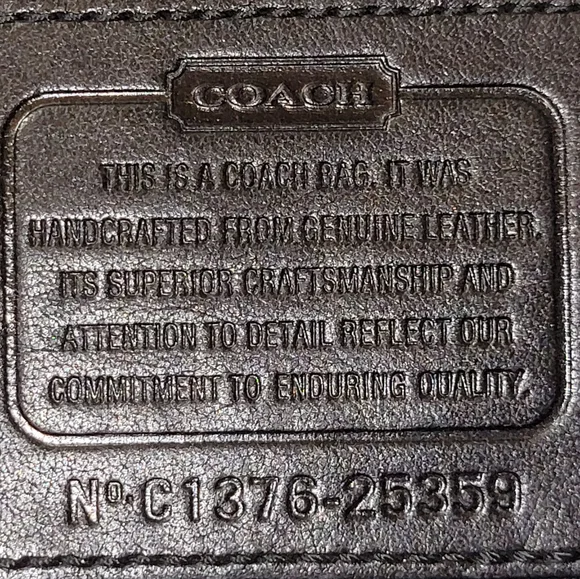 COACH
THIS IS A COACH BAG. IT WAS
HANDCRAFTED FROM GENUINE LEATHER.
ITS SUPERIOR CRAFTSMANSHIP AND
ATTENTION TO DETAIL REFLECT OUR
COMMITMENT TO ENDURING QUALITY.
Nº. C1376-25359